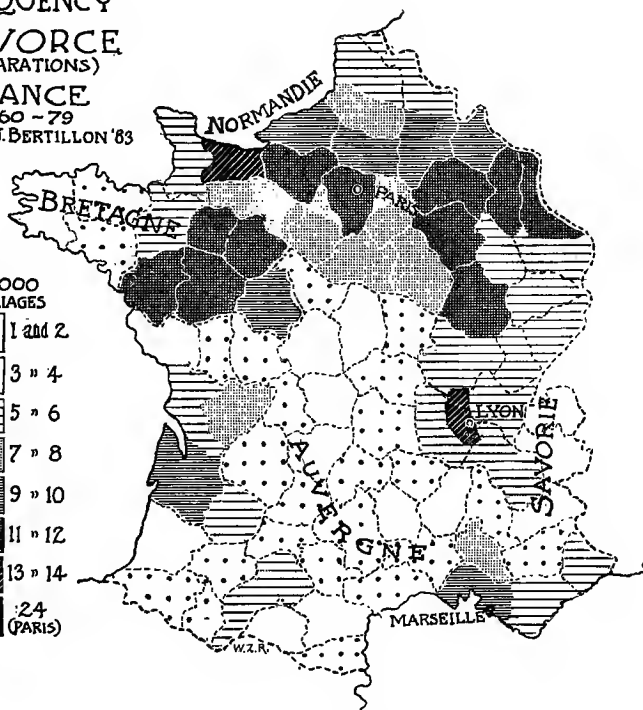 QUENCY
VORCE
ARATIONS)
ANCE
60 - 79
J. BERTILLON '83
NORMANDIE
PARIS
BRETAGNE
000
IAGES
1 and 2
3 " 4
5 " 6
7 " 8
9 " 10
11 " 12
13 " 14
24
(PARIS)
LYON
SAVORIE
AUVERGNE
MARSEILLE
W.Z.R.